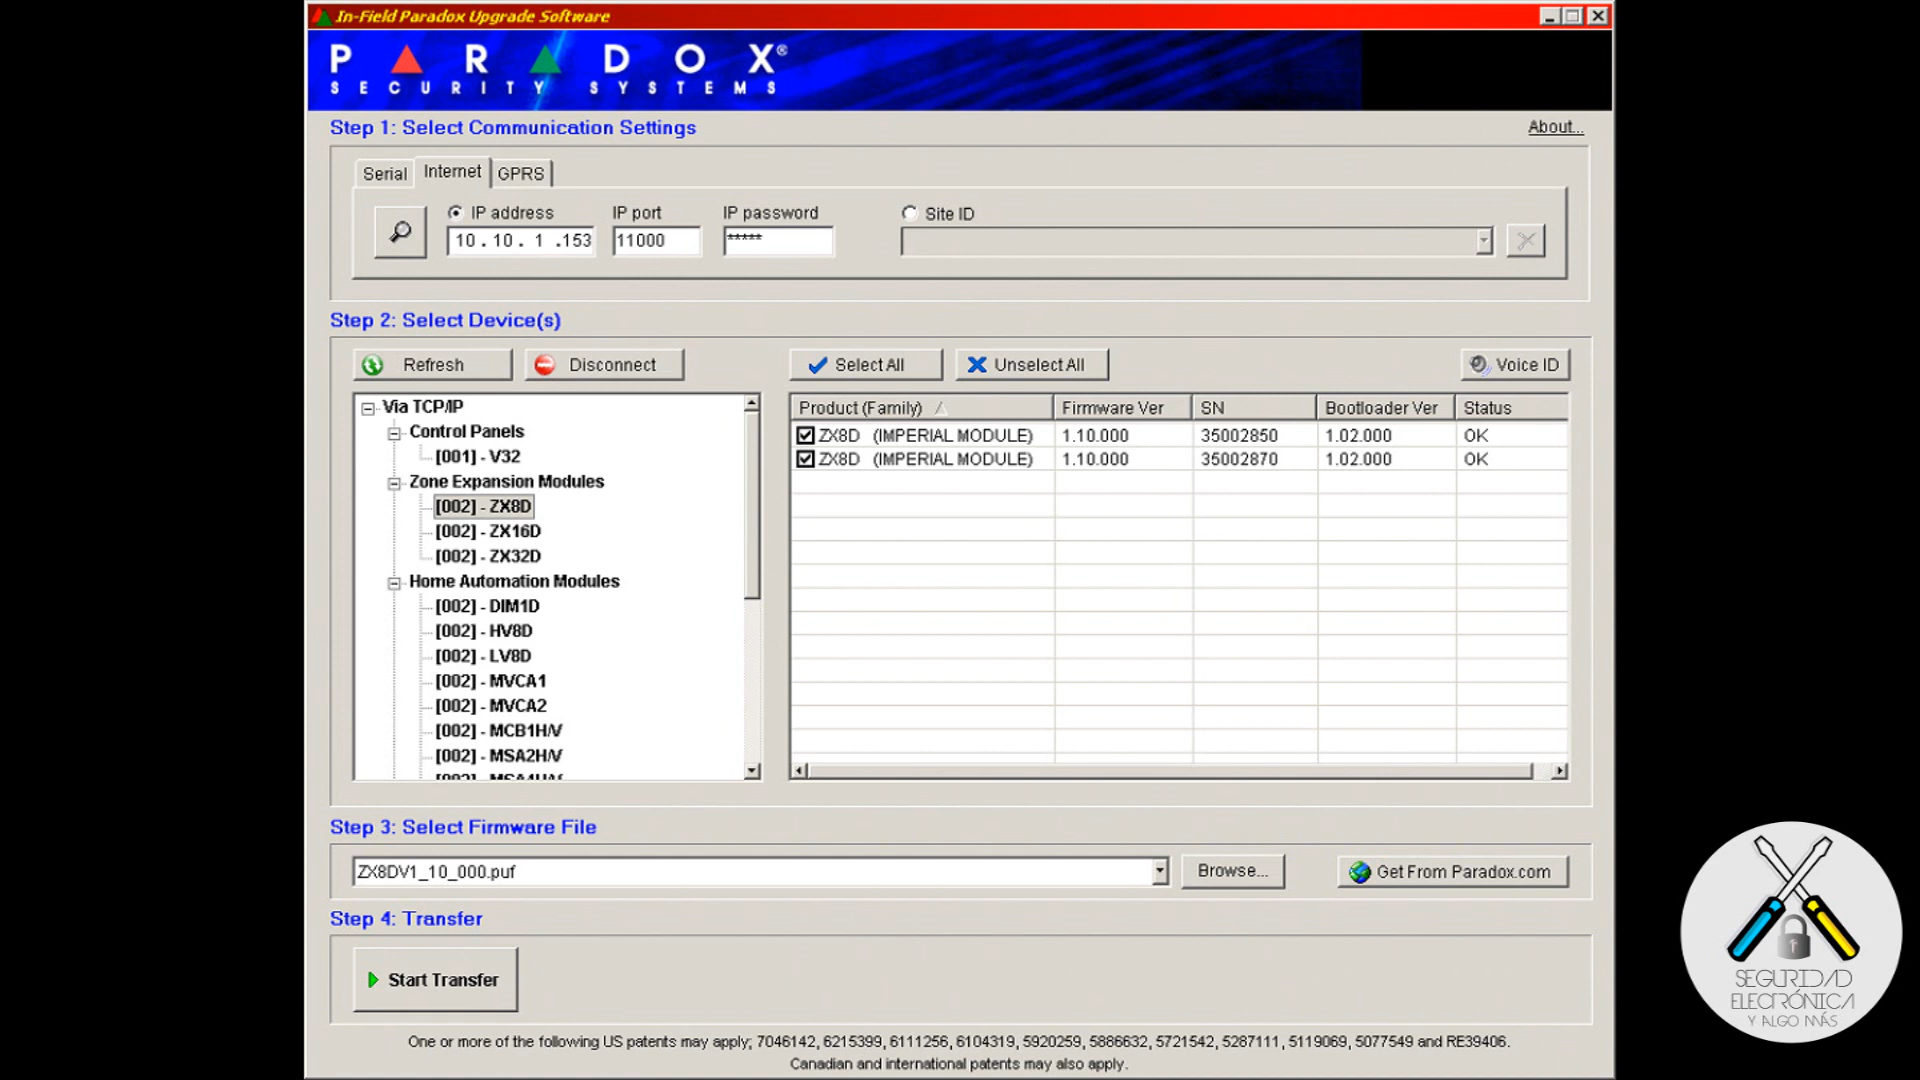 In-Field Paradox Upgrade Software
PARADOX®
SECURITY SYSTEMS
Step 1: Select Communication Settings
About...
Serial Internet GPRS
IP address IP port IP password Site ID
10 . 10 . 1 .153 11000 *****
Step 2: Select Device(s)
Refresh Disconnect Select All Unselect All Voice ID
Via TCP/IP
Control Panels
[001] - V32
Zone Expansion Modules
[002] - ZX8D
[002] - ZX16D
[002] - ZX32D
Home Automation Modules
[002] - DIM1D
[002] - HV8D
[002] - LV8D
[002] - MVCA1
[002] - MVCA2
[002] - MCB1H/V
[002] - MSA2H/V
[002] - MSA4H/V
Product (Family) Firmware Ver SN Bootloader Ver Status
ZX8D (IMPERIAL MODULE) 1.10.000 35002850 1.02.000 OK
ZX8D (IMPERIAL MODULE) 1.10.000 35002870 1.02.000 OK
Step 3: Select Firmware File
ZX8DV1_10_000.puf Browse... Get From Paradox.com
Step 4: Transfer
Start Transfer
One or more of the following US patents may apply; 7046142, 6215399, 6111256, 6104319, 5920259, 5886632, 5721542, 5287111, 5119069, 5077549 and RE39406.
Canadian and international patents may also apply.
SEGURIDAD
ELECTRÓNICA
Y ALGO MÁS